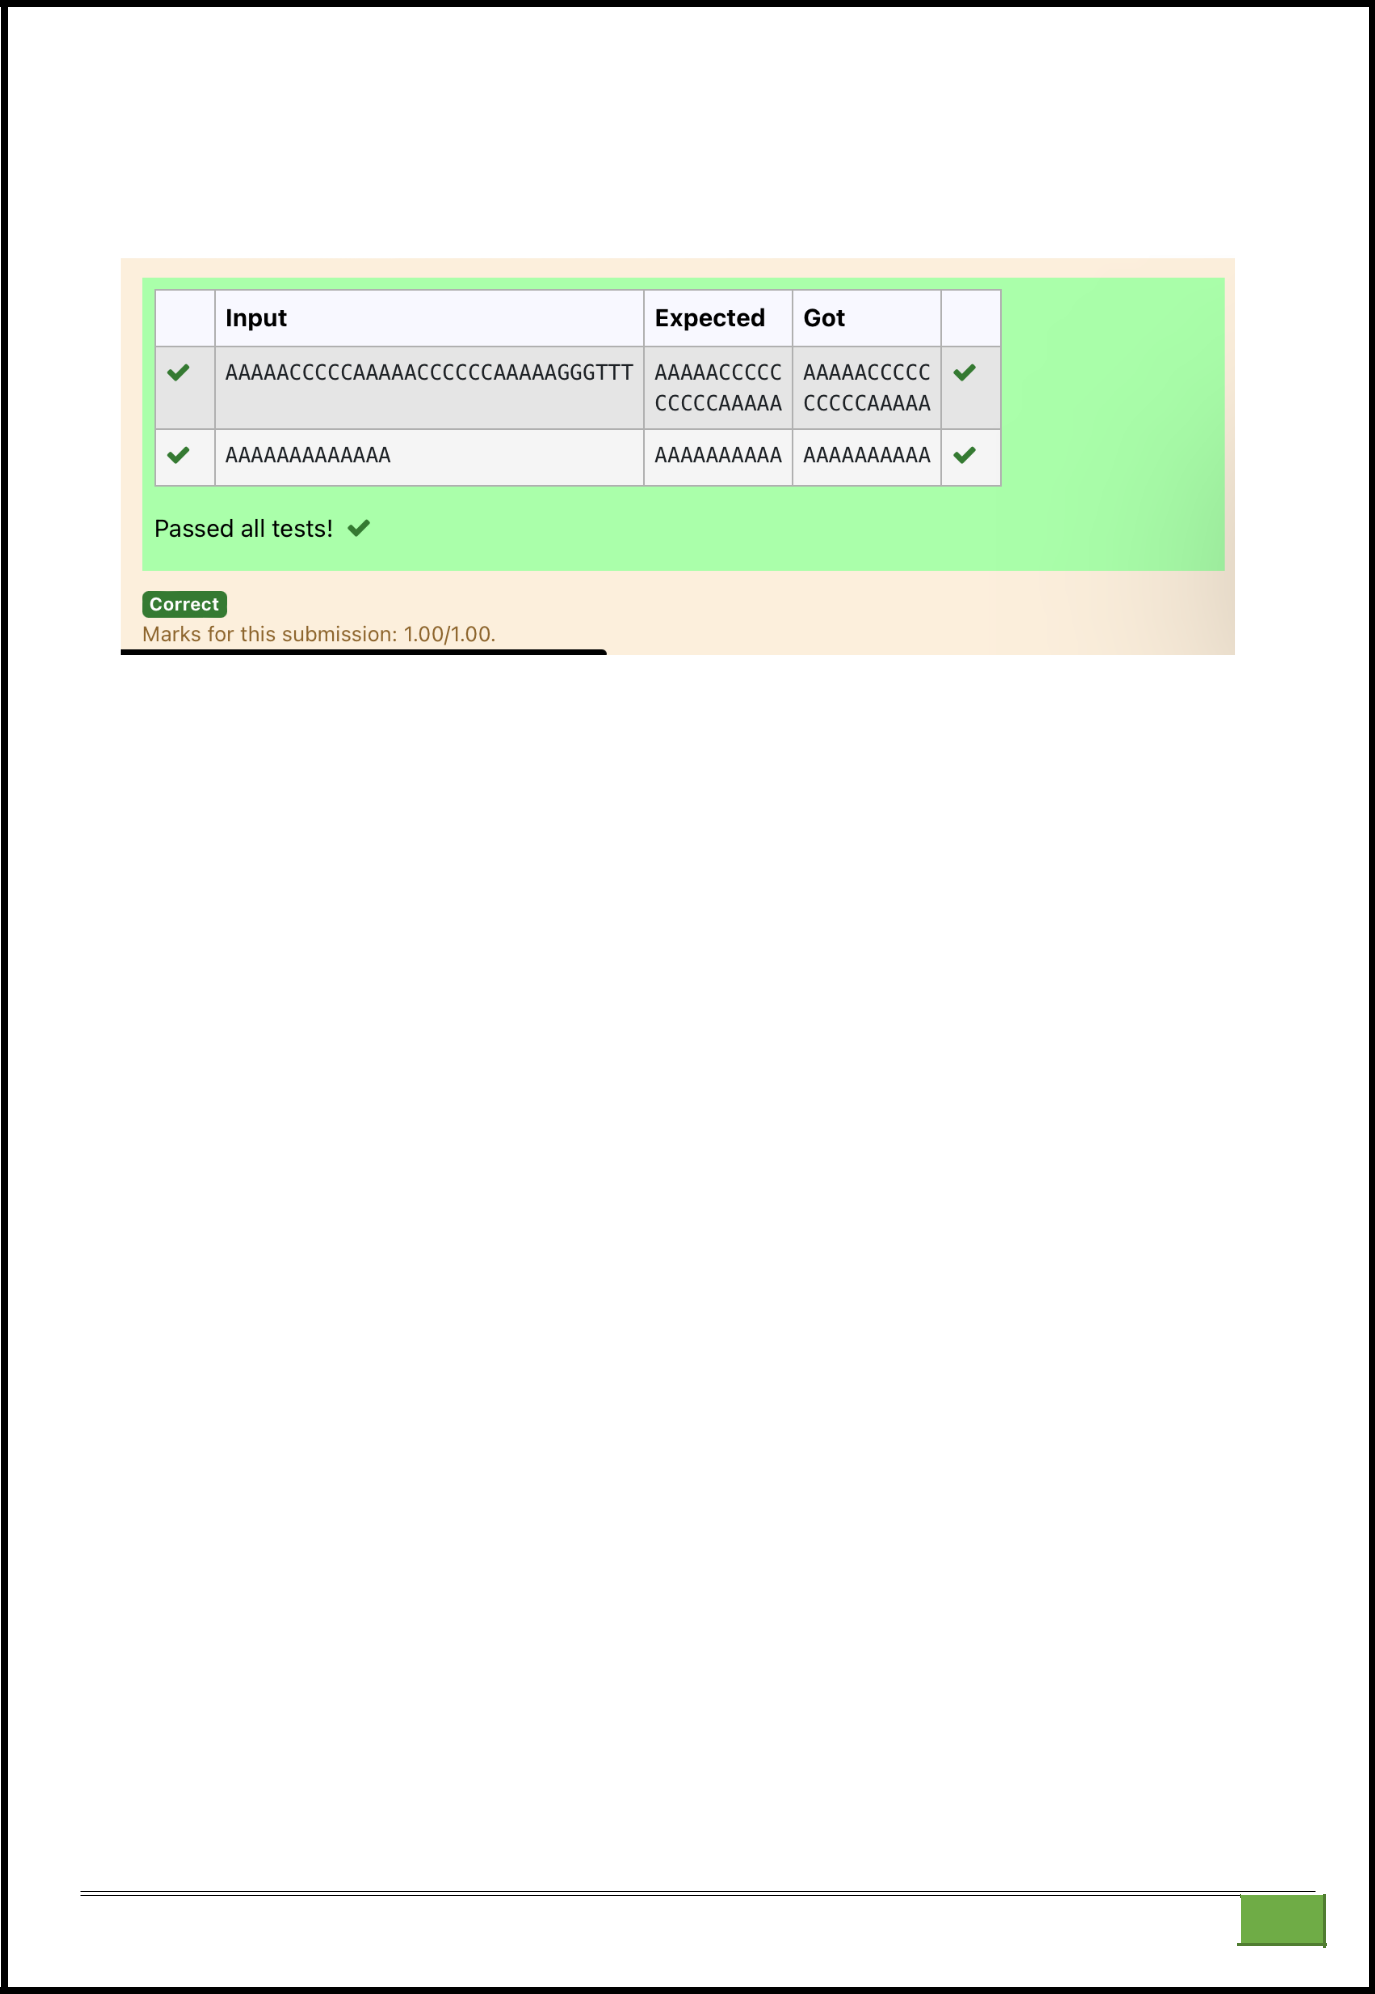 Input Expected Got
AAAAACCCCCAAAAACCCCCCAAAAAGGGTTT AAAAACCCCC AAAAACCCCC
CCCCCAAAAA CCCCCAAAAA
AAAAAAAAAAAAA AAAAAAAAAA AAAAAAAAAA
Passed all tests!
Correct
Marks for this submission: 1.00/1.00.